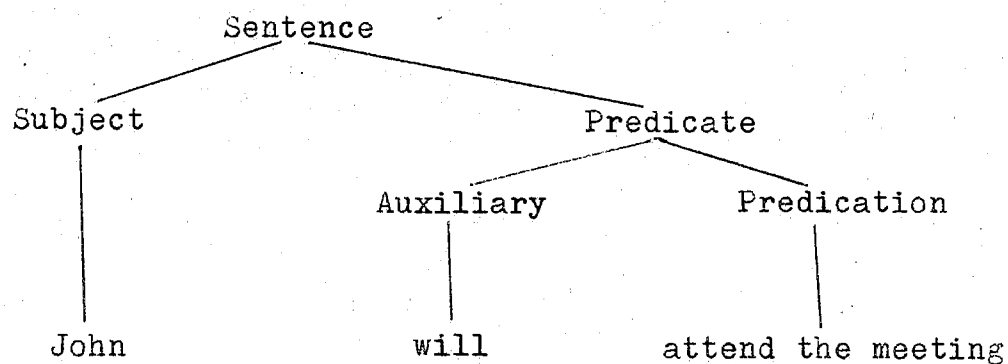 Sentence
Subject Predicate
Auxiliary Predication
John will attend the meeting